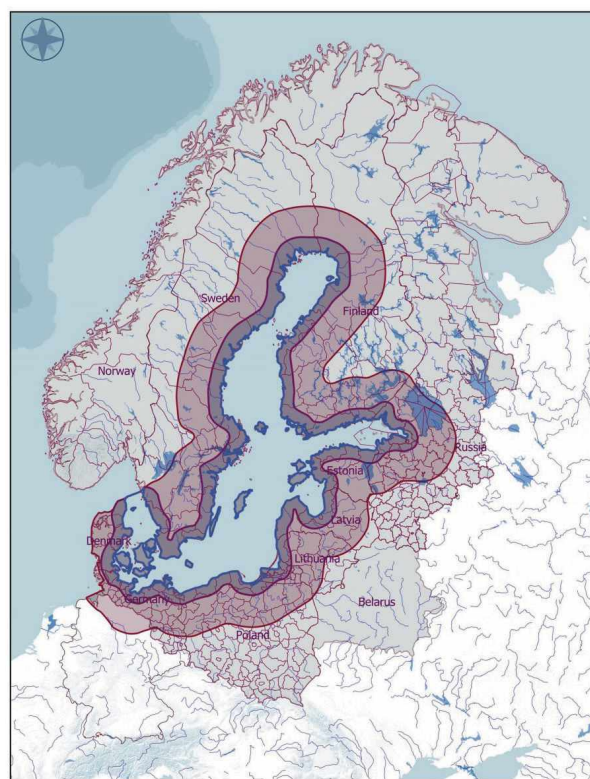 Sweden
Finland
Norway
Russia
Estonia
Denmark
Latvia
Lithuania
Germany
Belarus
Poland